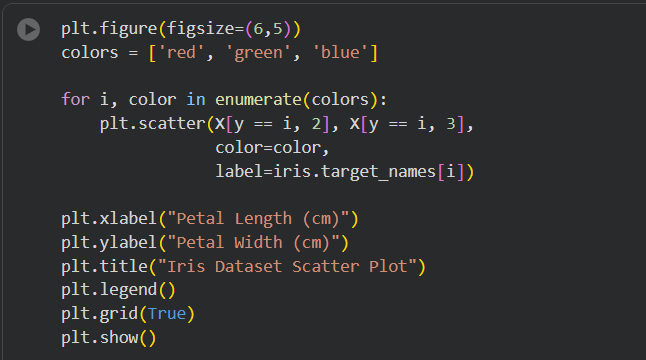 plt.figure(figsize=(6,5))
colors = ['red', 'green', 'blue']

for i, color in enumerate(colors):
    plt.scatter(X[y == i, 2], X[y == i, 3],
                color=color,
                label=iris.target_names[i])

plt.xlabel("Petal Length (cm)")
plt.ylabel("Petal Width (cm)")
plt.title("Iris Dataset Scatter Plot")
plt.legend()
plt.grid(True)
plt.show()